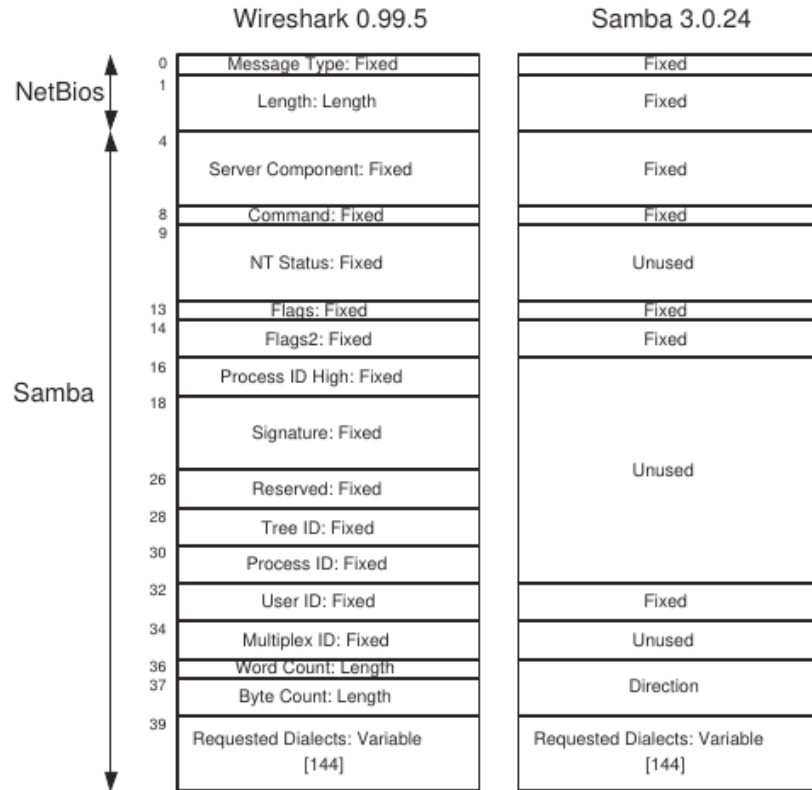 Wireshark 0.99.5 Samba 3.0.24
NetBios
Samba
0 Message Type: Fixed Fixed
1
Length: Length Fixed
4
Server Component: Fixed Fixed
8 Command: Fixed Fixed
9
NT Status: Fixed Unused
13 Flags: Fixed Fixed
14
Flags2: Fixed Fixed
16
Process ID High: Fixed
18
Signature: Fixed
Unused
26
Reserved: Fixed
28
Tree ID: Fixed
30
Process ID: Fixed
32
User ID: Fixed Fixed
34
Multiplex ID: Fixed Unused
36 Word Count: Length
37
Direction
Byte Count: Length
39
Requested Dialects: Variable Requested Dialects: Variable
[144] [144]